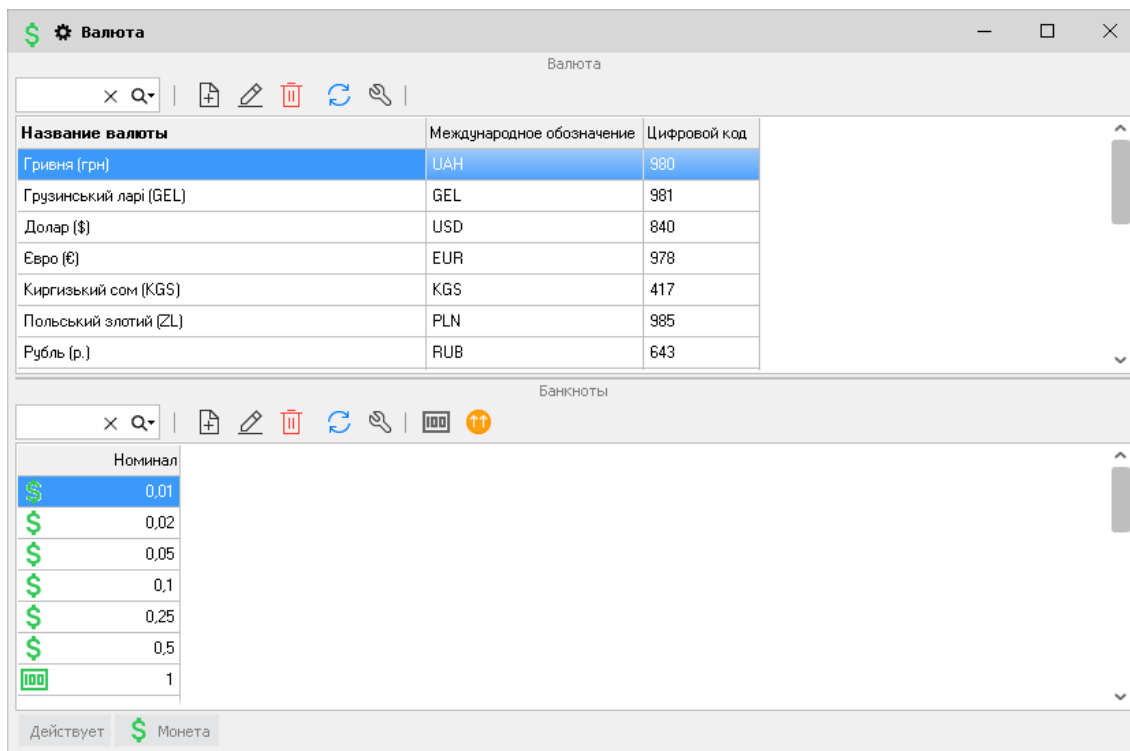 Валюта
Валюта
Название валюты Международное обозначение Цифровой код
Гривня (грн) UAH 980
Грузинський ларі (GEL) GEL 981
Долар ($) USD 840
Євро (€) EUR 978
Киргизький сом (KGS) KGS 417
Польський злотий (ZL) PLN 985
Рубль (р.) RUB 643
Банкноты
Номинал
0,01
0,02
0,05
0,1
0,25
0,5
1
Действует Монета